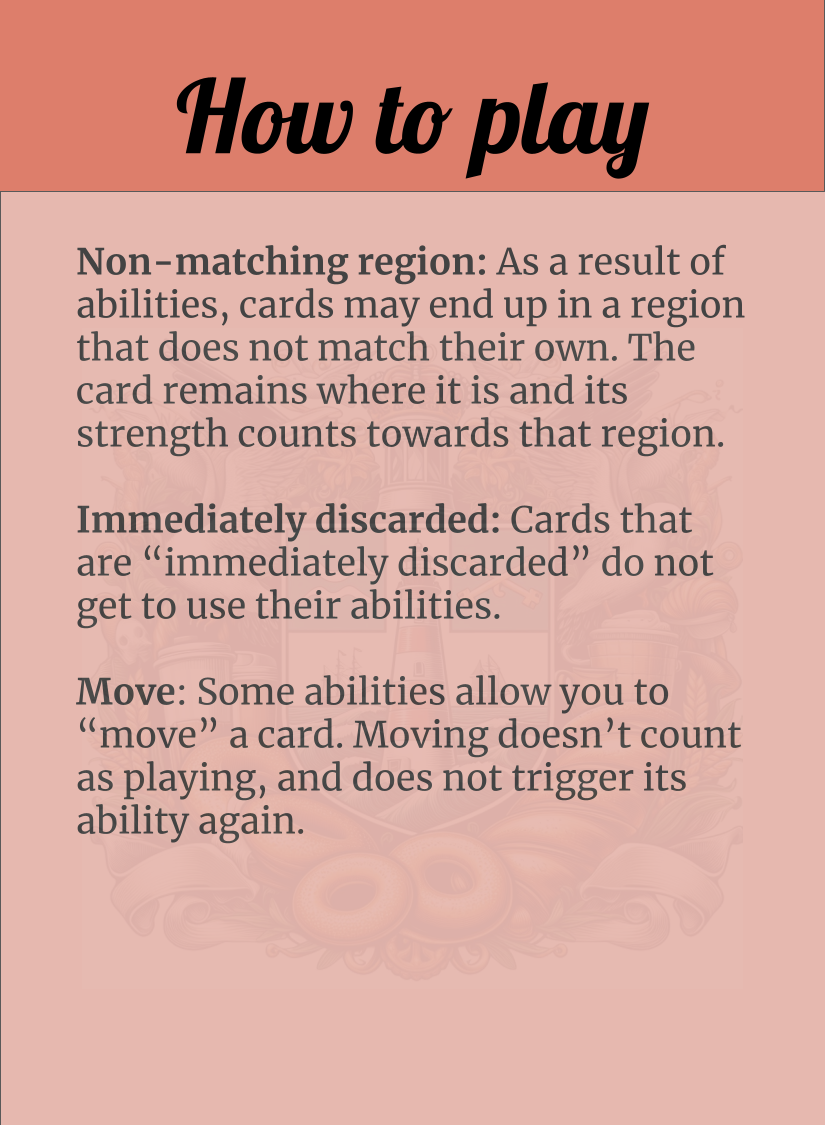 How to play
Non-matching region: As a result of
abilities, cards may end up in a region
that does not match their own. The
card remains where it is and its
strength counts towards that region.
Immediately discarded: Cards that
are “immediately discarded” do not
get to use their abilities.
Move: Some abilities allow you to
“move” a card. Moving doesn’t count
as playing, and does not trigger its
ability again.